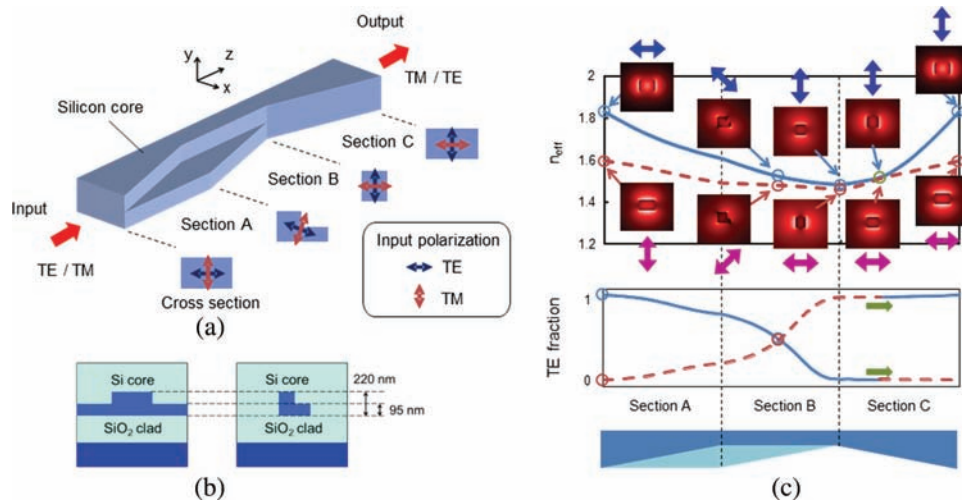 Output
TM / TE
y
z
x
Silicon core
Section C
Section B
Section A
Input
TE / TM
Cross section
Input polarization
TE
TM
(a)
Si core
SiO2 clad
Si core
SiO2 clad
220 nm
95 nm
(b)
2
1.8
1.6
1.4
1.2
neff
1
0
TE fraction
Section A
Section B
Section C
(c)